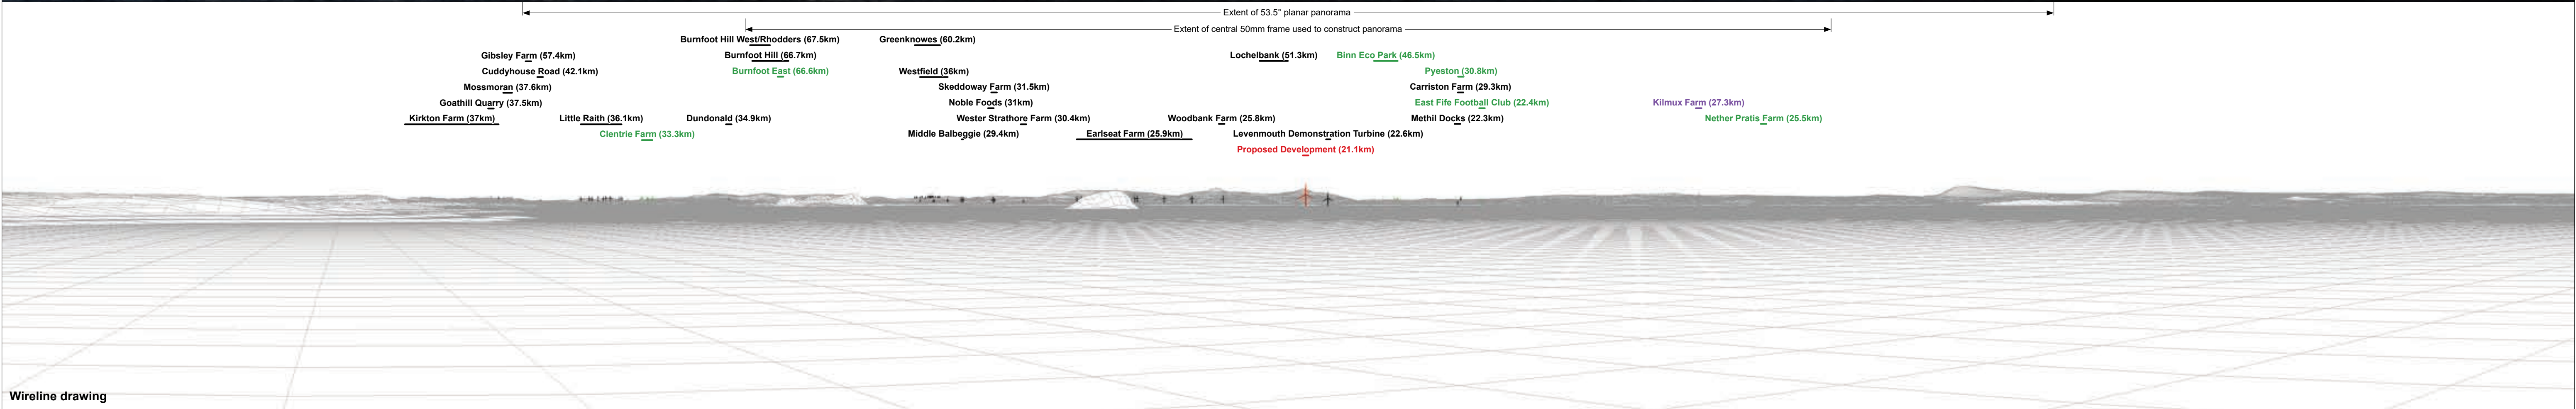 Extent of 53.5° planar panorama
Extent of central 50mm frame used to construct panorama
Burnfoot Hill West/Rhodders (67.5km) Greenknowes (60.2km)
Gibsley Farm (57.4km) Burnfoot Hill (66.7km) Lochelbank (51.3km) Binn Eco Park (46.5km)
Cuddyhouse Road (42.1km) Burnfoot East (66.6km) Westfield (36km) Pyeston (30.8km)
Mossmoran (37.6km) Skeddoway Farm (31.5km) Carriston Farm (29.3km)
Goathill Quarry (37.5km) Noble Foods (31km) East Fife Football Club (22.4km) Kilmux Farm (27.3km)
Kirkton Farm (37km) Little Raith (36.1km) Dundonald (34.9km) Wester Strathore Farm (30.4km) Woodbank Farm (25.8km) Methil Docks (22.3km) Nether Pratis Farm (25.5km)
Clentrie Farm (33.3km) Middle Balbeggie (29.4km) Earlseat Farm (25.9km) Levenmouth Demonstration Turbine (22.6km)
Proposed Development (21.1km)
Wireline drawing